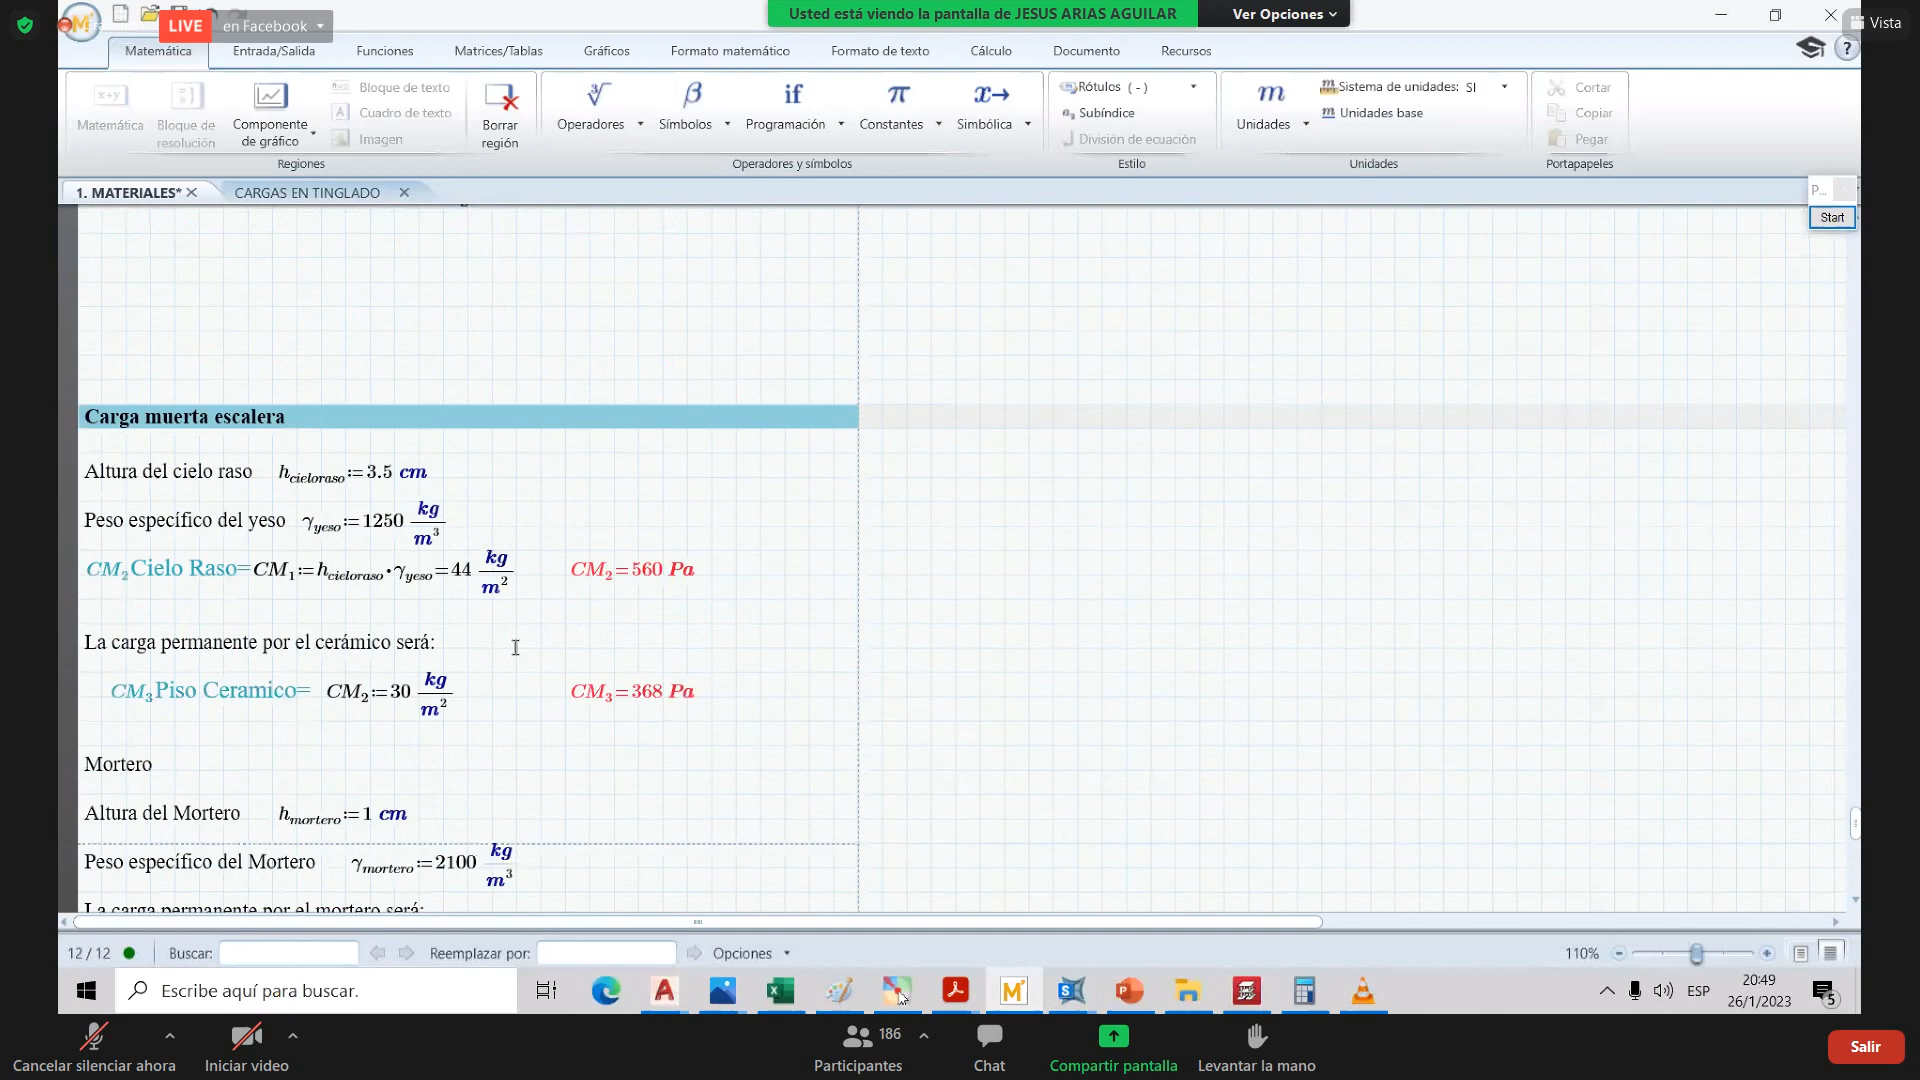 LIVE en Facebook
Usted está viendo la pantalla de JESUS ARIAS AGUILAR
Ver Opciones
Vista
Matemática Entrada/Salida Funciones Matrices/Tablas Gráficos Formato matemático Formato de texto Cálculo Documento Recursos
Matemática
Bloque de resolución
Componente de gráfico
Bloque de texto
Cuadro de texto
Imagen
Regiones
Borrar región
Operadores Símbolos Programación Constantes Simbólica
Operadores y símbolos
Rótulos ( - )
Subíndice
División de ecuación
Estilo
Unidades
Sistema de unidades: SI
Unidades base
Unidades
Cortar
Copiar
Pegar
Portapapeles
1. MATERIALES* CARGAS EN TINGLADO
P...
Start
Carga muerta escalera
Altura del cielo raso h_cieloraso := 3.5 cm
Peso específico del yeso γ_yeso := 1250 kg/m³
CM₂ Cielo Raso= CM₁ := h_cieloraso · γ_yeso = 44 kg/m² CM₂ = 560 Pa
La carga permanente por el cerámico será:
CM₃ Piso Ceramico= CM₂ := 30 kg/m² CM₃ = 368 Pa
Mortero
Altura del Mortero h_mortero := 1 cm
Peso específico del Mortero γ_mortero := 2100 kg/m³
La carga permanente por el mortero será:
12 / 12 Buscar: Reemplazar por: Opciones 110%
Escribe aquí para buscar.
ESP
20:49
26/1/2023
5
Cancelar silenciar ahora
Iniciar video
Participantes 186
Chat
Compartir pantalla
Levantar la mano
Salir